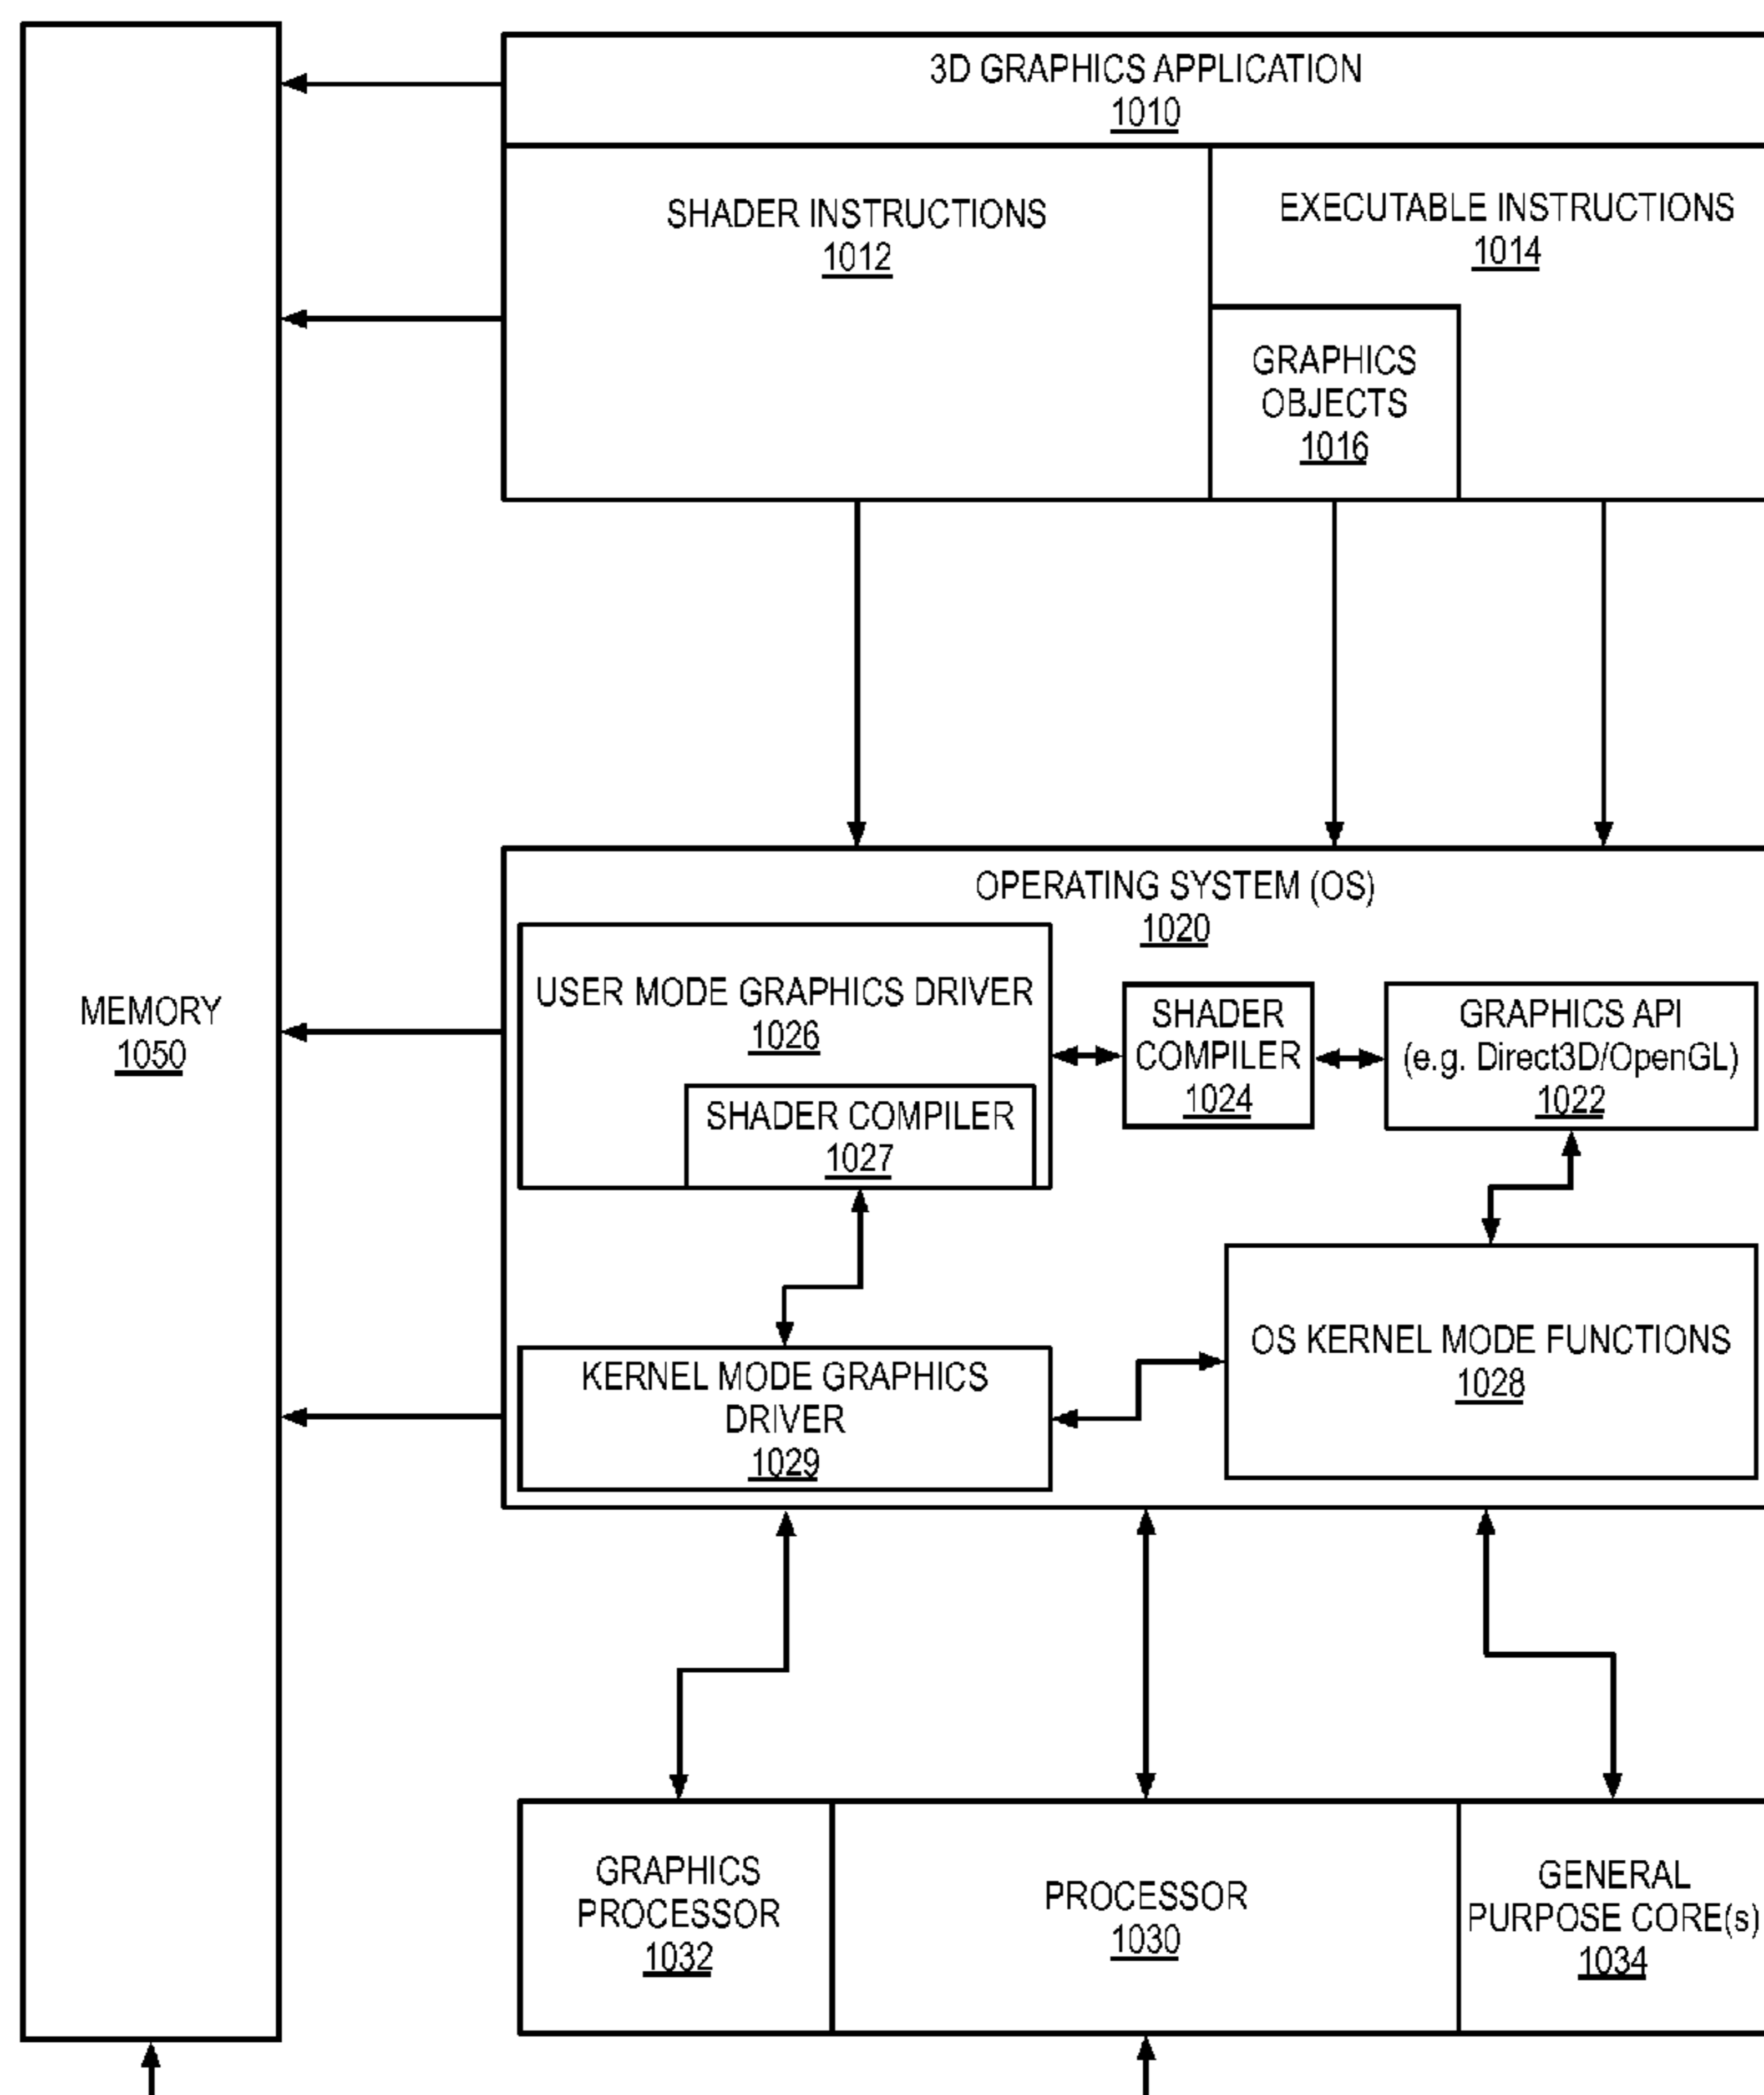 3D GRAPHICS APPLICATION
1010
SHADER INSTRUCTIONS
1012
EXECUTABLE INSTRUCTIONS
1014
GRAPHICS
OBJECTS
1016
MEMORY
1050
OPERATING SYSTEM (OS)
1020
USER MODE GRAPHICS DRIVER
1026
SHADER COMPILER
1027
SHADER
COMPILER
1024
GRAPHICS API
(e.g. Direct3D/OpenGL)
1022
OS KERNEL MODE FUNCTIONS
1028
KERNEL MODE GRAPHICS
DRIVER
1029
GRAPHICS
PROCESSOR
1032
PROCESSOR
1030
GENERAL
PURPOSE CORE(s)
1034